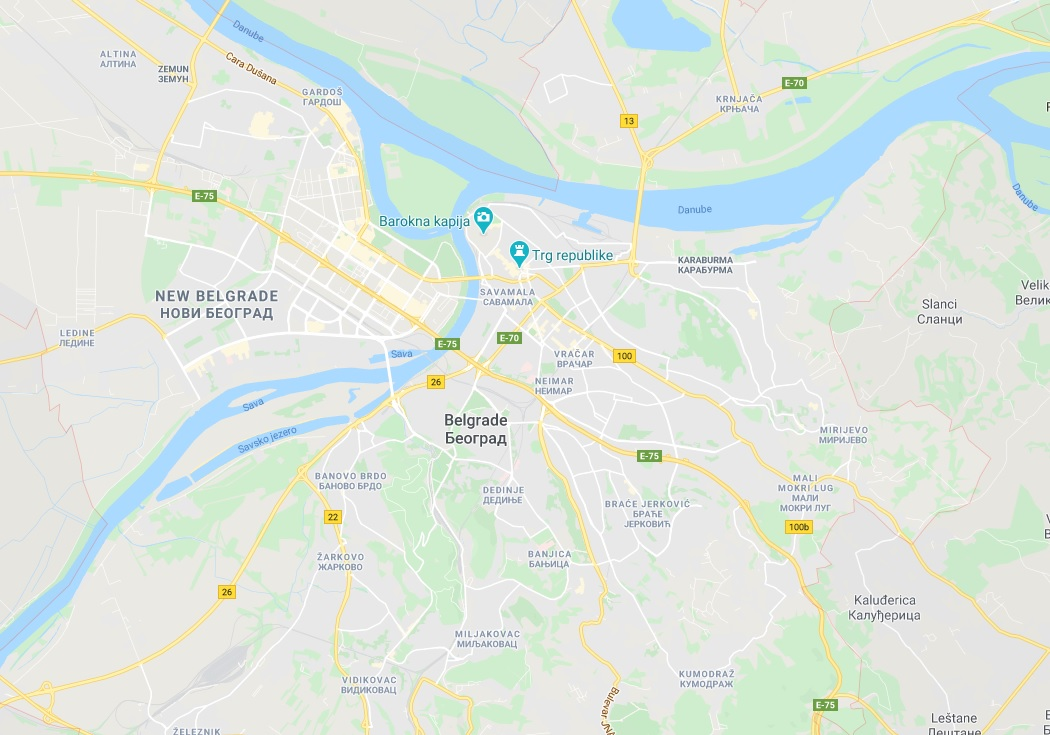 Danube
Cara Dušana
ALTINA
АЛТИНА
ZEMUN
ЗЕМУН
GARDOŠ
ГАРДОШ
E-70
KRNJAČA
КРЊАЧА
13
E-75
Danube
Danube
Barokna kapija
Trg republike
KARABURMA
КАРАБУРМА
NEW BELGRADE
НОВИ БЕОГРАД
SAVAMALA
САВАМАЛА
Slanci
Сланци
LEDINE
ЛЕДИНЕ
E-75
E-70
Sava
VRAČAR
ВРАЧАР
100
26
NEIMAR
НЕИМАР
Sava
Belgrade
Београд
Savsko jezero
MIRIJEVO
МИРИЈЕВО
E-75
BANOVO BRDO
БАНОВО БРДО
DEDINJE
ДЕДИЊЕ
MALI
MOKRI LUG
МАЛИ
МОКРИ ЛУГ
22
BRAĆE JERKOVIĆ
БРАЋЕ
ЈЕРКОВИЋ
100b
ŽARKOVO
ЖАРКОВО
BANJICA
БАЊИЦА
26
Kaluđerica
Калуђерица
MILJAKOVAC
МИЉАКОВАЦ
VIDIKOVAC
ВИДИКОВАЦ
KUMODRAŽ
КУМОДРАЖ
E-75
Leštane
Лештане
ŽELEZNIK